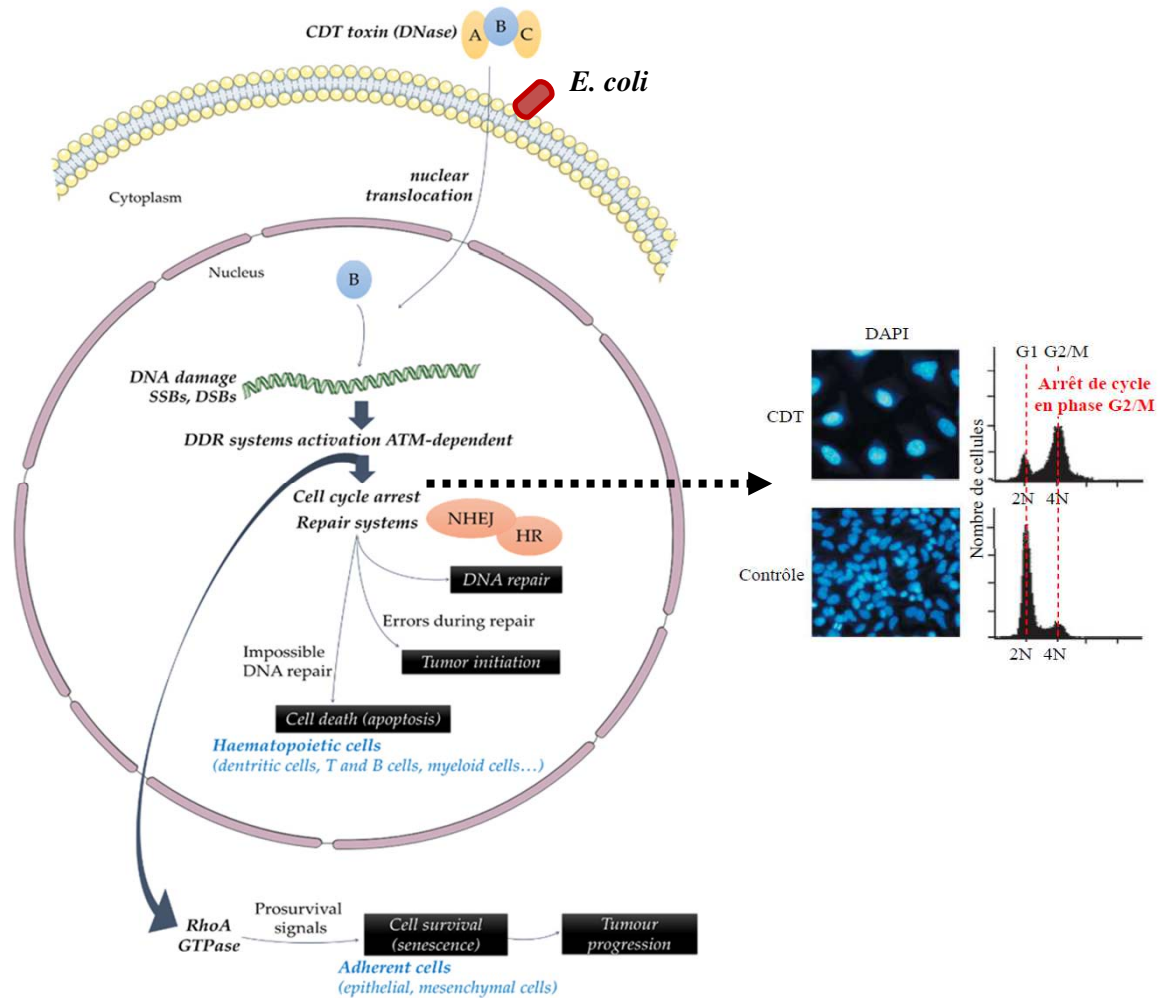 CDT toxin (DNase)
A
B
C
E. coli
nuclear
translocation
Cytoplasm
Nucleus
B
DNA damage
SSBs, DSBs
DDR systems activation ATM-dependent
Cell cycle arrest
Repair systems
NHEJ
HR
DNA repair
Errors during repair
Tumor initiation
Impossible
DNA repair
Cell death (apoptosis)
Haematopoietic cells
(dentritic cells, T and B cells, myeloid cells…)
RhoA
GTPase
Prosurvival
signals
Cell survival
(senescence)
Tumour
progression
Adherent cells
(epithelial, mesenchymal cells)
DAPI
CDT
Contrôle
Nombre de cellules
G1 G2/M
Arrêt de cycle
en phase G2/M
2N 4N
2N 4N